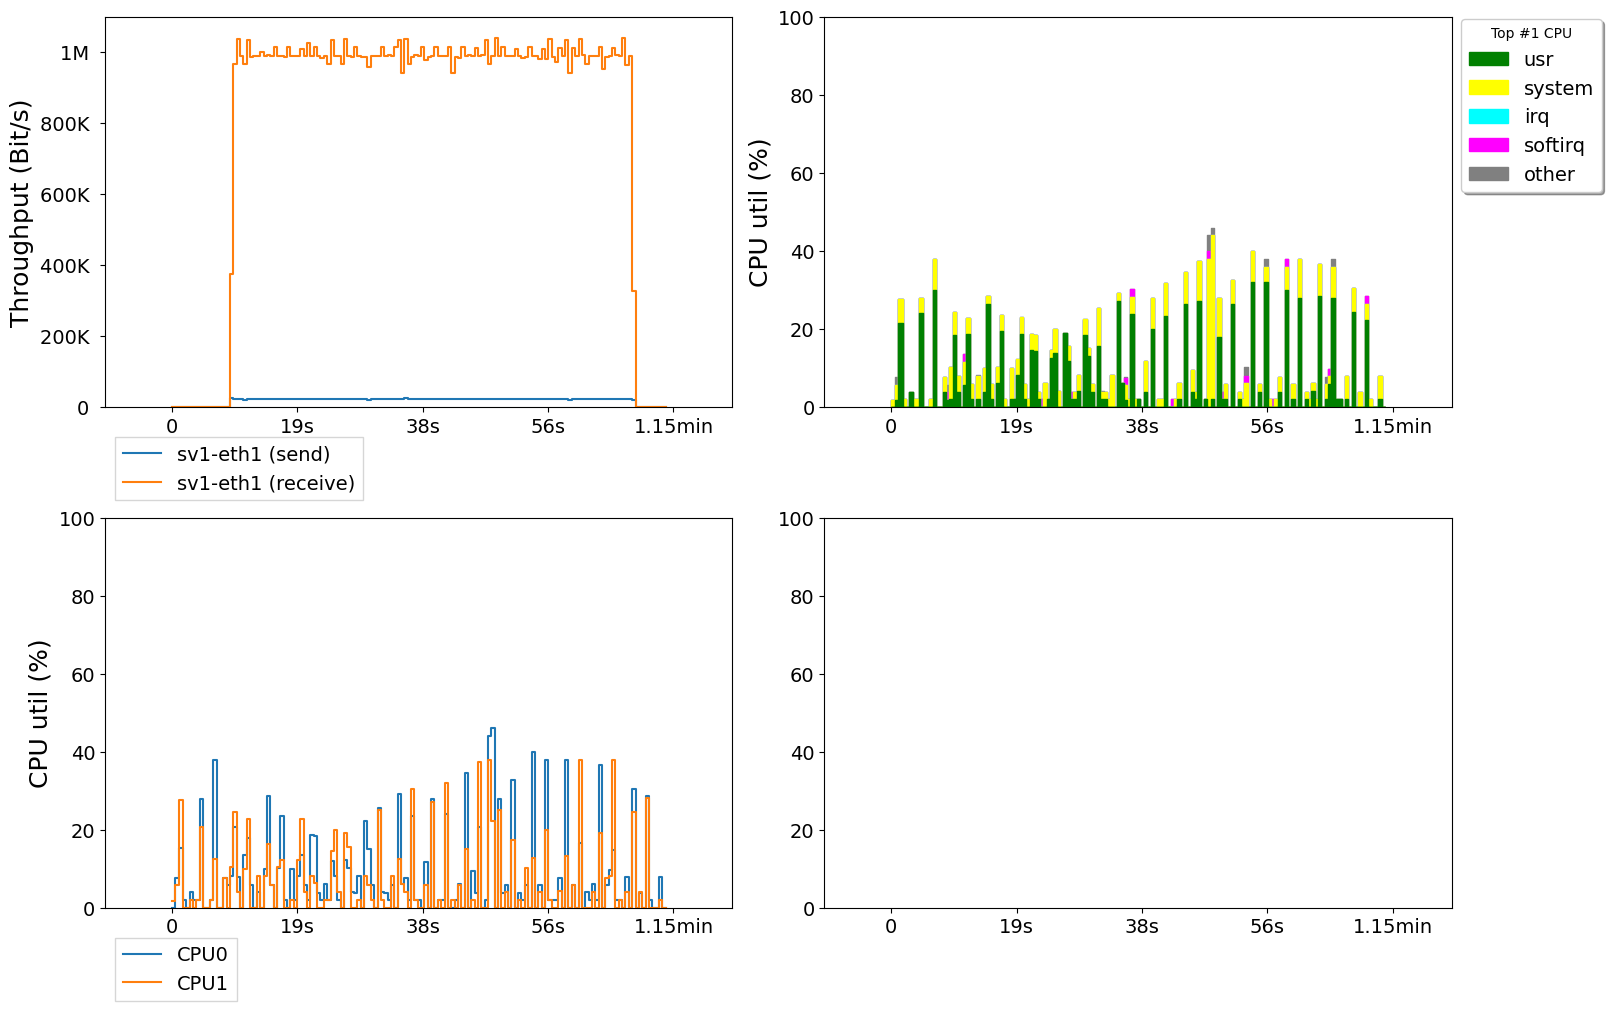 Throughput (Bit/s)
1M
800K
600K
400K
200K
0
0 19s 38s 56s 1.15min
sv1-eth1 (send)
sv1-eth1 (receive)
CPU util (%)
100
80
60
40
20
0
0 19s 38s 56s 1.15min
Top #1 CPU
usr
system
irq
softirq
other
CPU util (%)
100
80
60
40
20
0
0 19s 38s 56s 1.15min
CPU0
CPU1
100
80
60
40
20
0
0 19s 38s 56s 1.15min